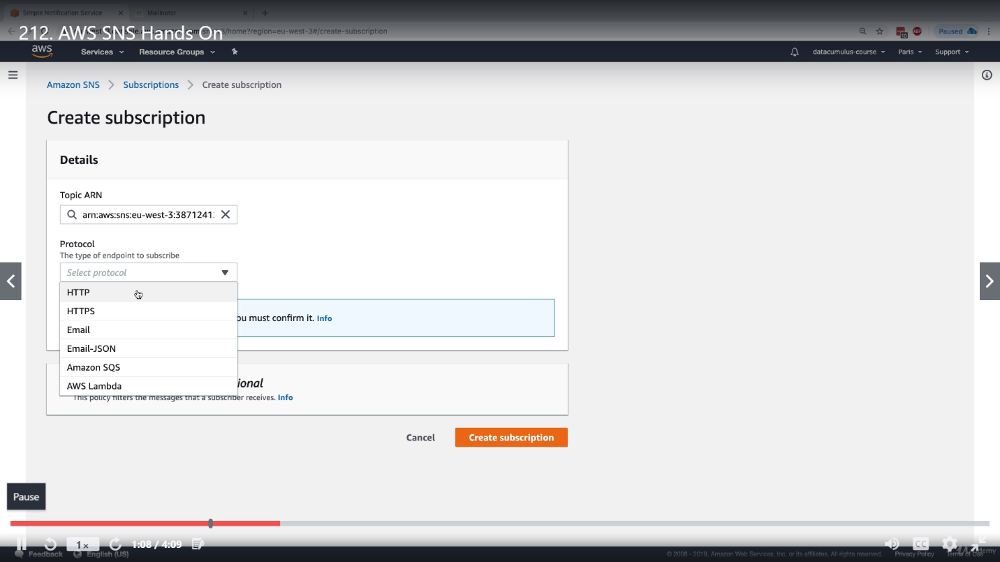 Simple Notification Service
Mailinator
212. AWS SNS Hands On
/home?region=eu-west-3#/create-subscription
10
ABP
Paused
aws
Services
Resource Groups
datacumulus-course
Paris
Support
Amazon SNS
Subscriptions
Create subscription
Create subscription
Details
Topic ARN
arn:aws:sns:eu-west-3:3871241
Protocol
The type of endpoint to subscribe
Select protocol
HTTP
HTTPS
ou must confirm it. Info
Email
Email-JSON
Amazon SQS
AWS Lambda
ional
This policy filters the messages that a subscriber receives. Info
Cancel
Create subscription
Pause
1x
1:08 / 4:09
CC
Feedback
English (US)
© 2008 - 2019, Amazon Web Services, Inc. or its affiliates. All rights reserved.
Privacy Policy
Terms of Use